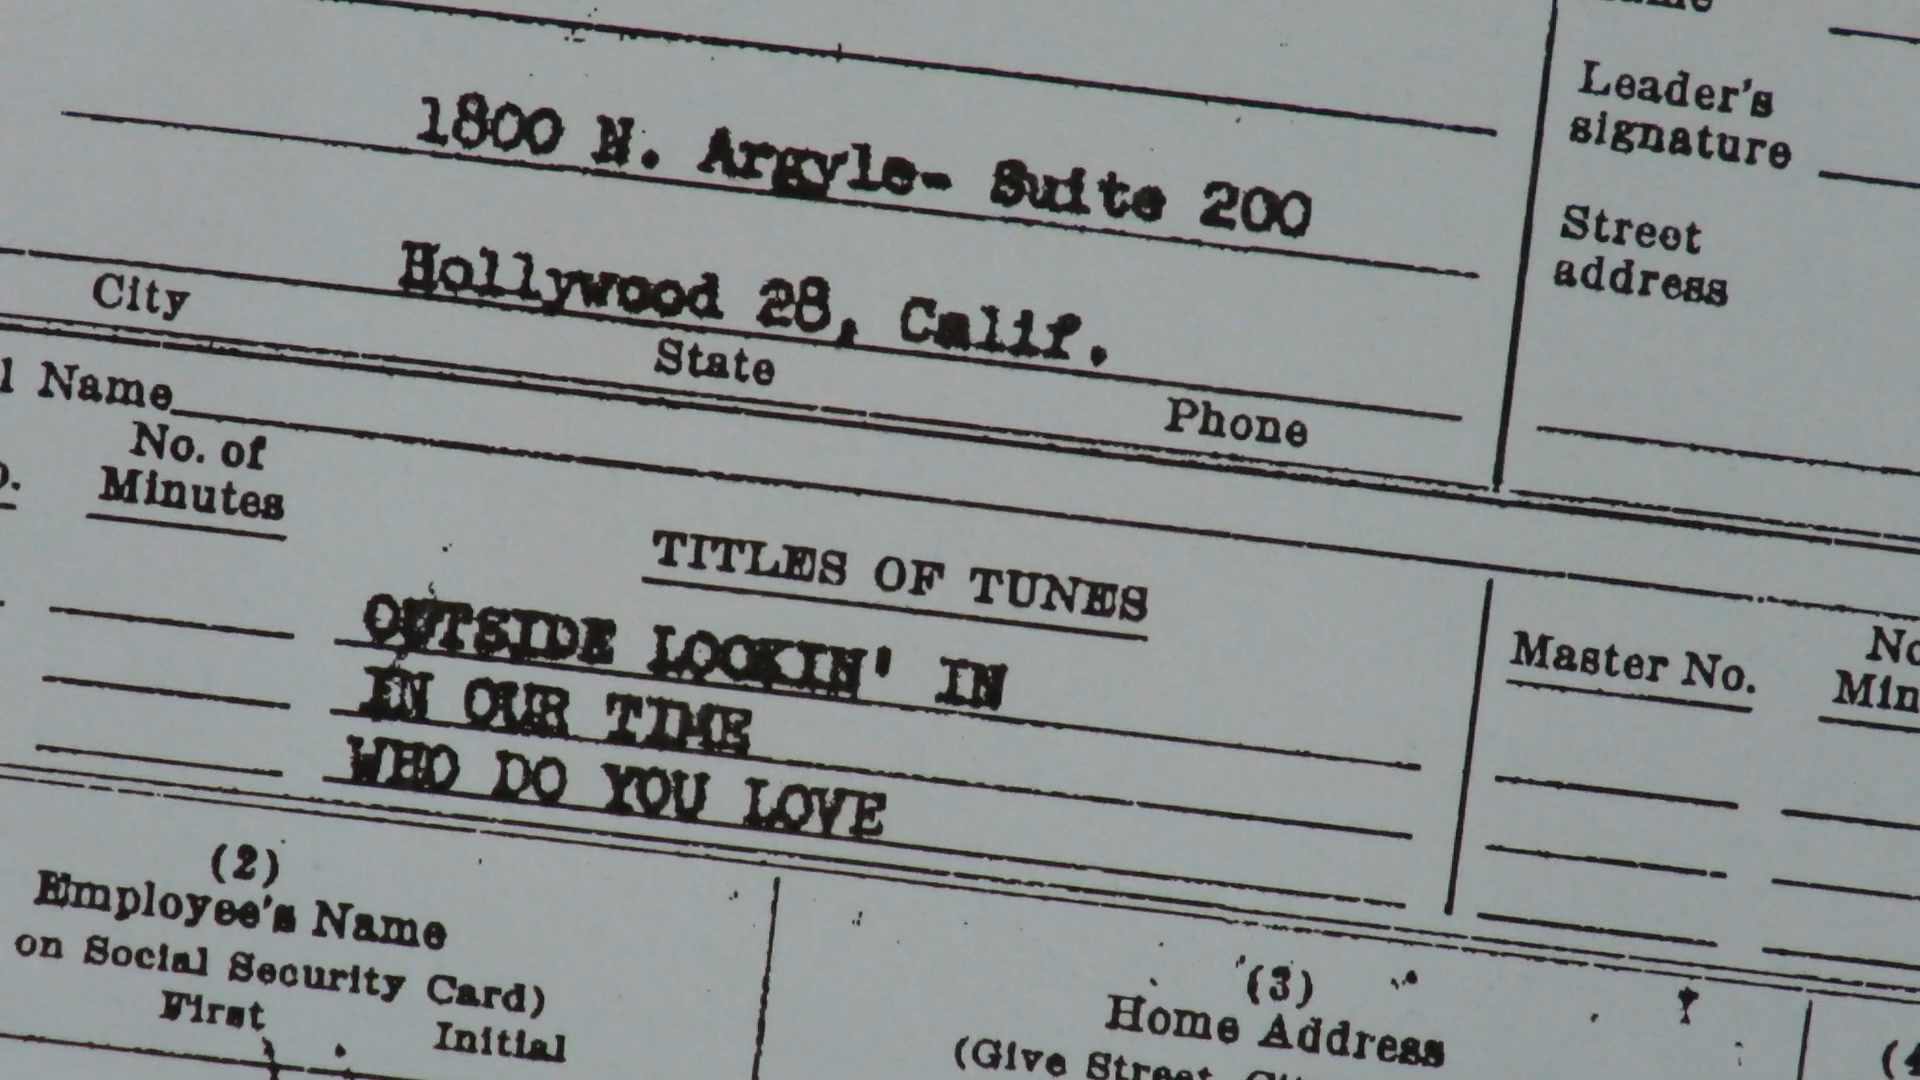 Leader's
signature
1800 N. Argyle- Suite 200
Street
address
Hollywood 28, Calif.
City
State
Phone
Name
No. of
Minutes
TITLES OF TUNES
OUTSIDE LOOKIN' IN
IN OUR TIME
WHO DO YOU LOVE
Master No.
(2)
Employee's Name
on Social Security Card)
First
Initial
(3)
Home Address
(Give Street,